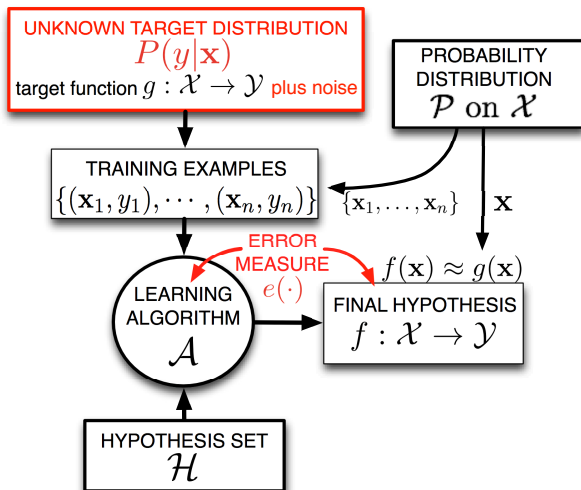 UNKNOWN TARGET DISTRIBUTION
P(y|𝐱)
target function g : 𝒳 → 𝒴 plus noise
PROBABILITY
DISTRIBUTION
𝒫 on 𝒳
TRAINING EXAMPLES
{(𝐱₁, y₁), ⋯ , (𝐱ₙ, yₙ)}
{𝐱₁, …, 𝐱ₙ}
𝐱
ERROR
MEASURE
e(·)
f(𝐱) ≈ g(𝐱)
LEARNING
ALGORITHM
𝒜
FINAL HYPOTHESIS
f : 𝒳 → 𝒴
HYPOTHESIS SET
ℋ